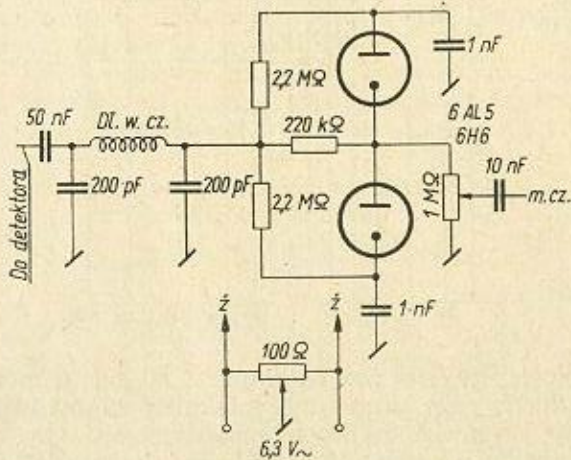 1 nF
2,2 MΩ
6 AL5
6H6
50 nF
Dł. w. cz.
220 kΩ
10 nF
200 pF
200 pF
2,2 MΩ
1 MΩ
m.cz.
Do detektora
1 nF
ż
ż
100 Ω
6,3 V~